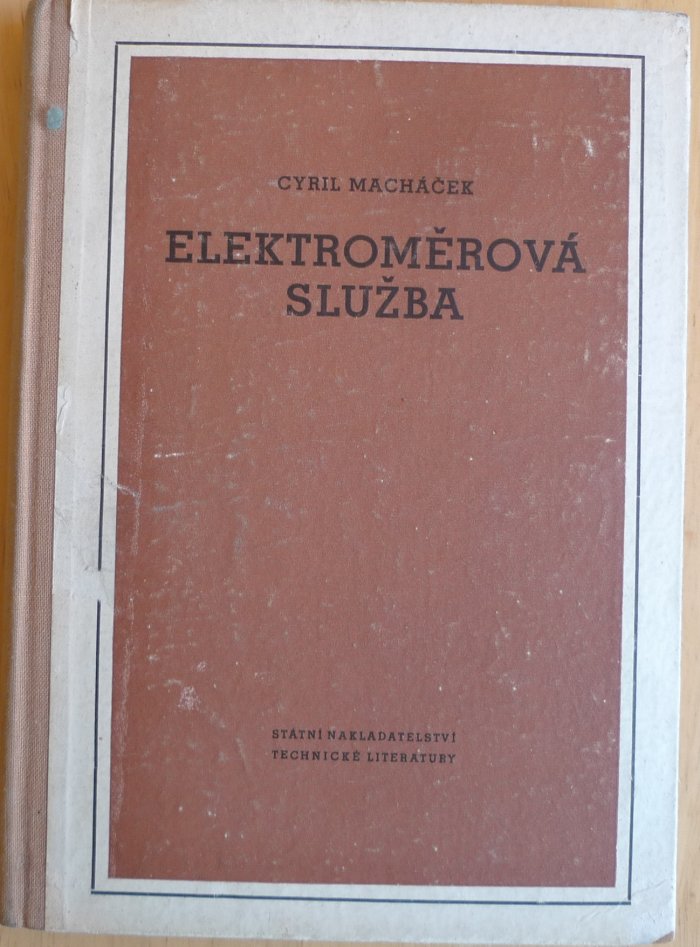 CYRIL MACHÁČEK
ELEKTROMĚROVÁ
SLUŽBA
STÁTNÍ NAKLADATELSTVÍ
TECHNICKÉ LITERATURY